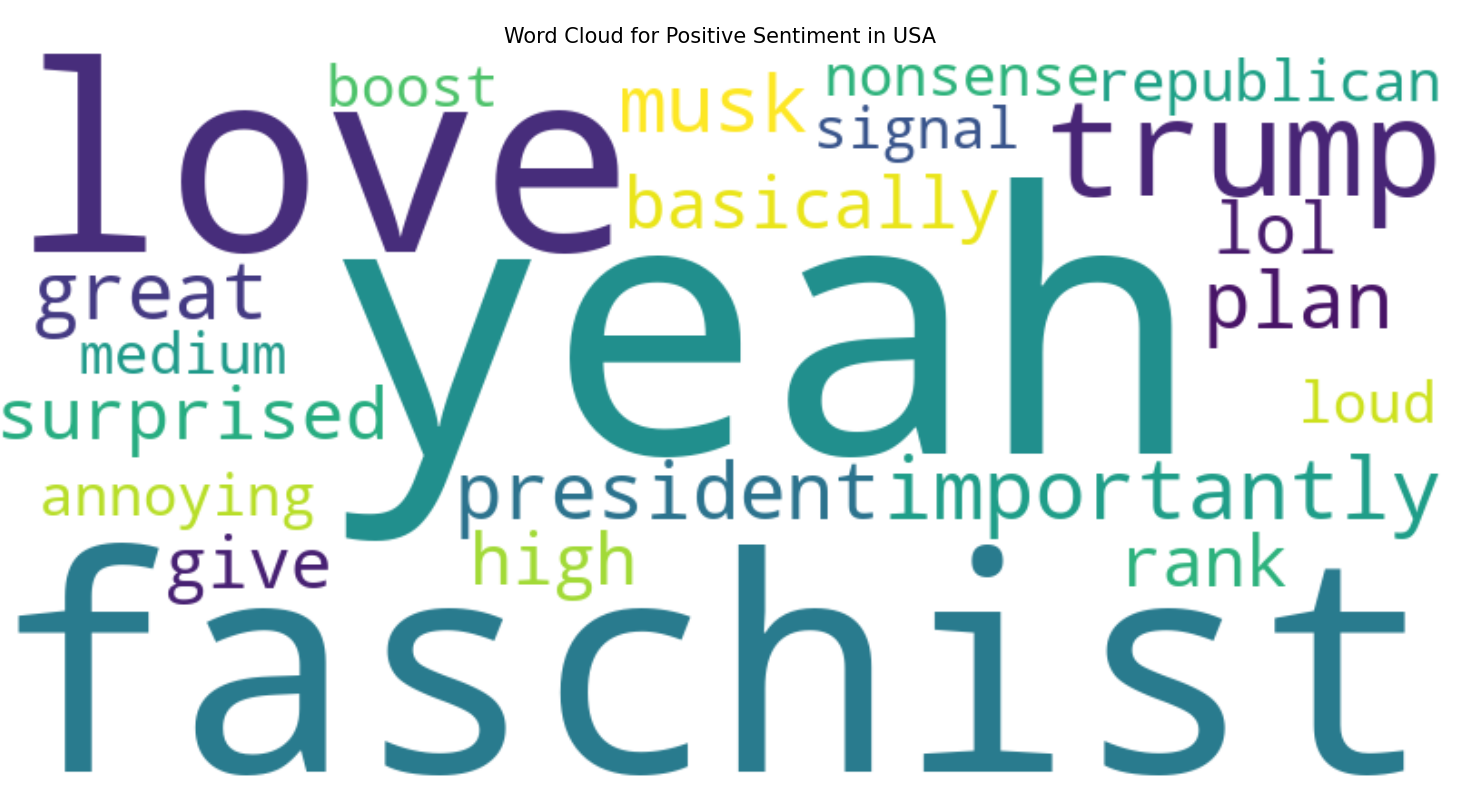 Word Cloud for Positive Sentiment in USA
love
boost
musk
nonsense
republican
signal
trump
basically
lol
great
yeah
plan
medium
surprised
loud
annoying
president
importantly
give
high
rank
faschist